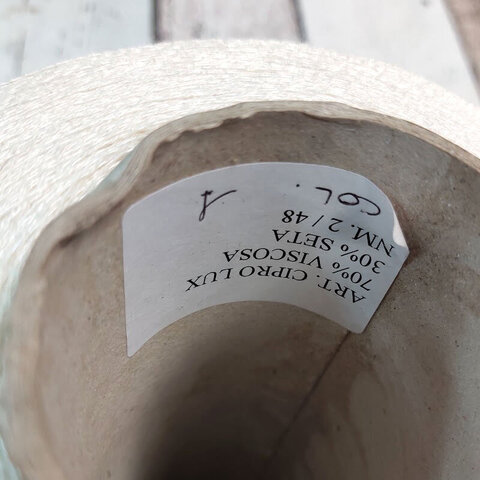 ART. CIPRO LUX
70% VISCOSA
30% SETA
NM. 2/48
COL. 1